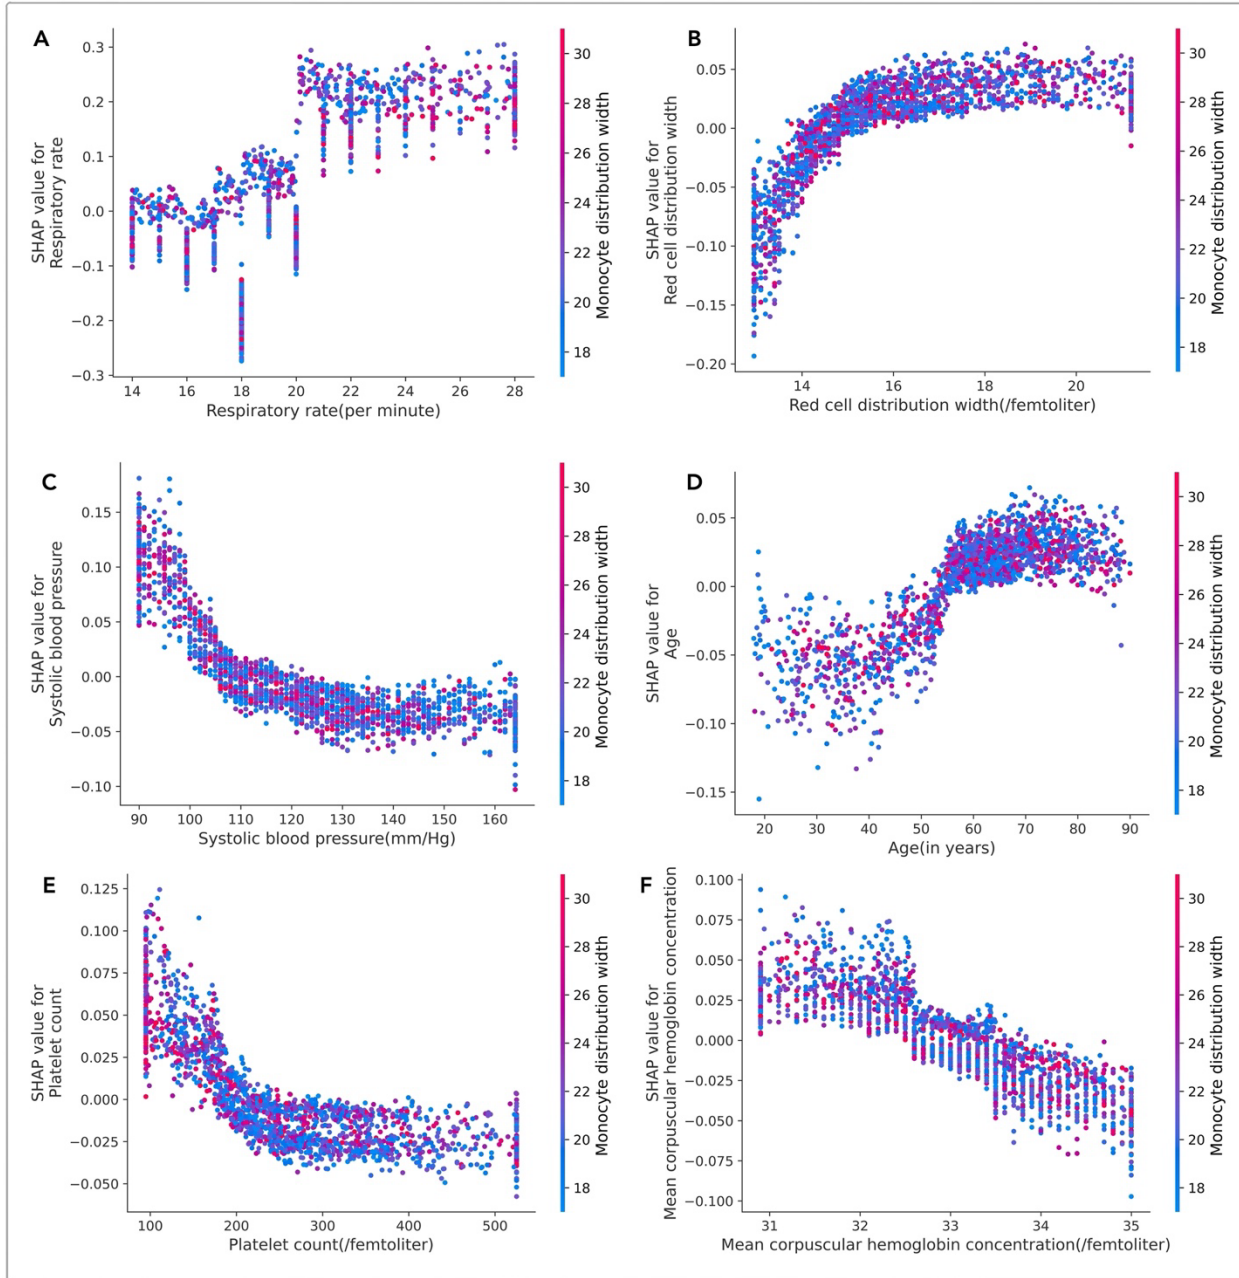 A
SHAP value for
Respiratory rate
0.3
0.2
0.1
0.0
−0.1
−0.2
−0.3
14 16 18 20 22 24 26 28
Respiratory rate(per minute)
30
28
26
24
22
20
18
Monocyte distribution width
B
SHAP value for
Red cell distribution width
0.05
0.00
−0.05
−0.10
−0.15
−0.20
14 16 18 20
Red cell distribution width(/femtoliter)
30
28
26
24
22
20
18
Monocyte distribution width
C
SHAP value for
Systolic blood pressure
0.15
0.10
0.05
0.00
−0.05
−0.10
90 100 110 120 130 140 150 160
Systolic blood pressure(mm/Hg)
30
28
26
24
22
20
18
Monocyte distribution width
D
SHAP value for
Age
0.05
0.00
−0.05
−0.10
−0.15
20 30 40 50 60 70 80 90
Age(in years)
30
28
26
24
22
20
18
Monocyte distribution width
E
SHAP value for
Platelet count
0.125
0.100
0.075
0.050
0.025
0.000
−0.025
−0.050
100 200 300 400 500
Platelet count(/femtoliter)
30
28
26
24
22
20
18
Monocyte distribution width
F
SHAP value for
Mean corpuscular hemoglobin concentration
0.100
0.075
0.050
0.025
0.000
−0.025
−0.050
−0.075
−0.100
31 32 33 34 35
Mean corpuscular hemoglobin concentration(/femtoliter)
30
28
26
24
22
20
18
Monocyte distribution width